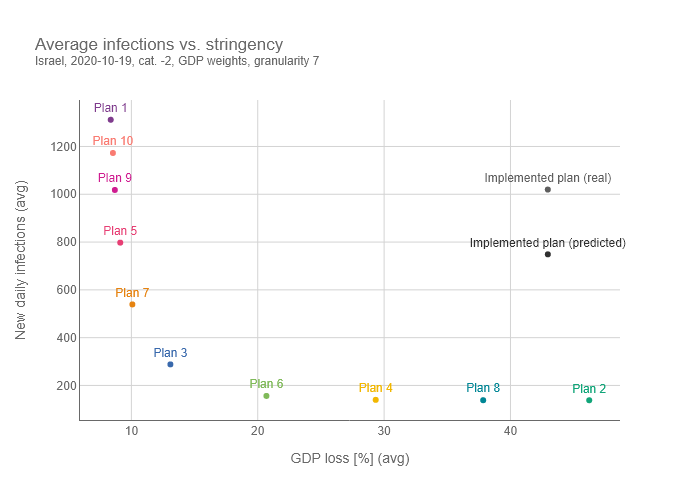 Average infections vs. stringency
Israel, 2020-10-19, cat. -2, GDP weights, granularity 7
New daily infections (avg)
1200
1000
800
600
400
200
Plan 1
Plan 10
Plan 9
Implemented plan (real)
Plan 5
Implemented plan (predicted)
Plan 7
Plan 3
Plan 6
Plan 4
Plan 8
Plan 2
10
20
30
40
GDP loss [%] (avg)